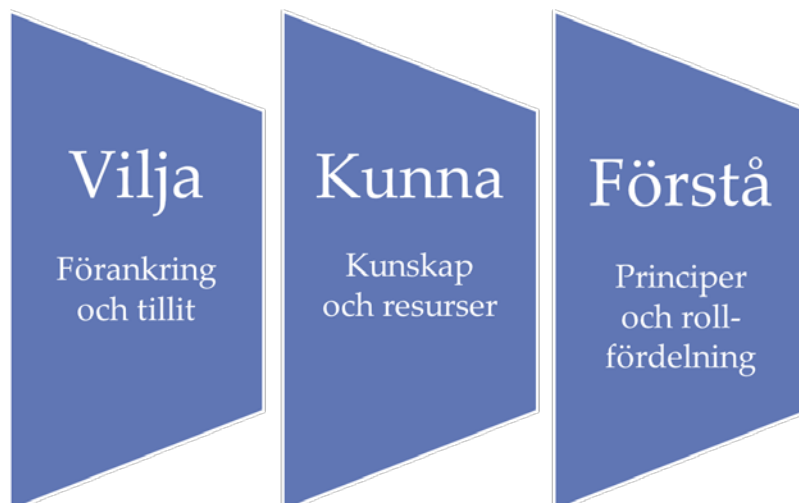 Vilja
Förankring
och tillit
Kunna
Kunskap
och resurser
Förstå
Principer
och roll-
fördelning